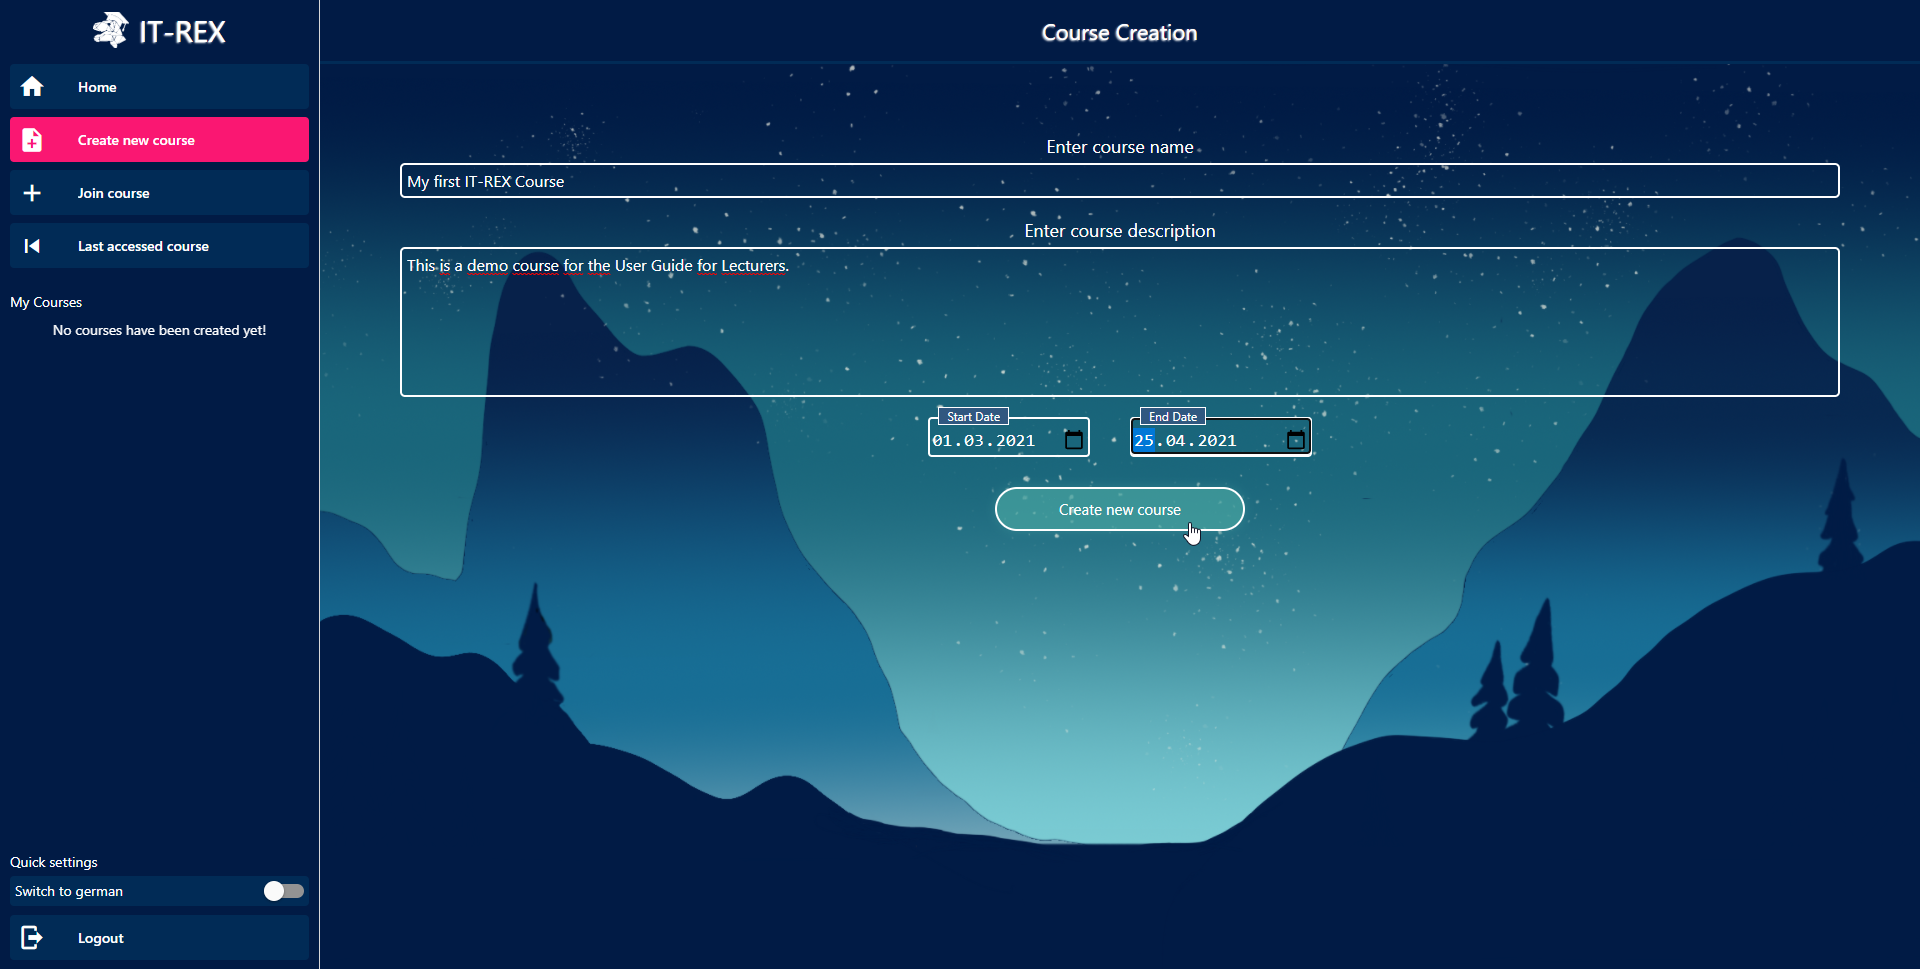 IT-REX
Home
Create new course
Join course
Last accessed course
My Courses
No courses have been created yet!
Quick settings
Switch to german
Logout
Course Creation
Enter course name
My first IT-REX Course
Enter course description
This is a demo course for the User Guide for Lecturers.
Start Date
01.03.2021
End Date
25.04.2021
Create new course